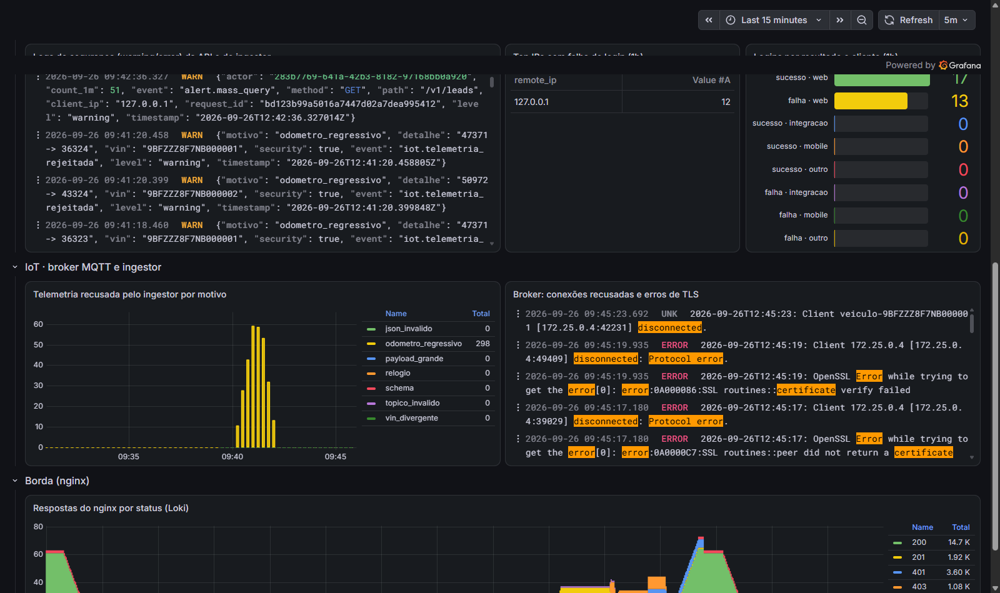 Last 15 minutes
Refresh
5m
Powered by Grafana
2026-09-26 09:42:36.327 WARN {"actor": "283b7769-641a-42b3-8182-97168bb0a920",
"count_1m": 51, "event": "alert.mass_query", "method": "GET", "path": "/v1/leads",
"client_ip": "127.0.0.1", "request_id": "bd123b99a5016a7447d02a7dea995412", "leve
l": "warning", "timestamp": "2026-09-26T12:42:36.327014Z"}
2026-09-26 09:41:20.458 WARN {"motivo": "odometro_regressivo", "detalhe": "47371
-> 36324", "vin": "9BFZZZ8F7NB000001", "security": true, "event": "iot.telemetria_
rejeitada", "level": "warning", "timestamp": "2026-09-26T12:41:20.458805Z"}
2026-09-26 09:41:20.399 WARN {"motivo": "odometro_regressivo", "detalhe": "50972
-> 43324", "vin": "9BFZZZ8F7NB000002", "security": true, "event": "iot.telemetria_
rejeitada", "level": "warning", "timestamp": "2026-09-26T12:41:20.399848Z"}
2026-09-26 09:41:18.460 WARN {"motivo": "odometro_regressivo", "detalhe": "47371
-> 36323", "vin": "9BFZZZ8F7NB000001", "security": true, "event": "iot.telemetria_
remote_ip Value #A
127.0.0.1 12
sucesso · web 17
falha · web 13
sucesso · integracao 0
sucesso · mobile 0
sucesso · outro 0
falha · integracao 0
falha · mobile 0
falha · outro 0
IoT · broker MQTT e ingestor
Telemetria recusada pelo ingestor por motivo
60
50
40
30
20
10
0
09:35 09:40 09:45
Name Total
json_invalido 0
odometro_regressivo 298
payload_grande 0
relogio 0
schema 0
topico_invalido 0
vin_divergente 0
Broker: conexões recusadas e erros de TLS
2026-09-26 09:45:23.692 UNK 2026-09-26T12:45:23: Client veiculo-9BFZZZ8F7NB00000
1 [172.25.0.4:42231] disconnected.
2026-09-26 09:45:19.935 ERROR 2026-09-26T12:45:19: Client 172.25.0.4 [172.25.0.
4:49409] disconnected: Protocol error.
2026-09-26 09:45:19.935 ERROR 2026-09-26T12:45:19: OpenSSL Error while trying to
get the error[0]: error:0A000086:SSL routines::certificate verify failed
2026-09-26 09:45:17.180 ERROR 2026-09-26T12:45:17: Client 172.25.0.4 [172.25.0.
4:39029] disconnected: Protocol error.
2026-09-26 09:45:17.180 ERROR 2026-09-26T12:45:17: OpenSSL Error while trying to
get the error[0]: error:0A0000C7:SSL routines::peer did not return a certificate
Borda (nginx)
Respostas do nginx por status (Loki)
80
60
40
Name Total
200 14.7 K
201 1.92 K
401 3.60 K
403 1.08 K